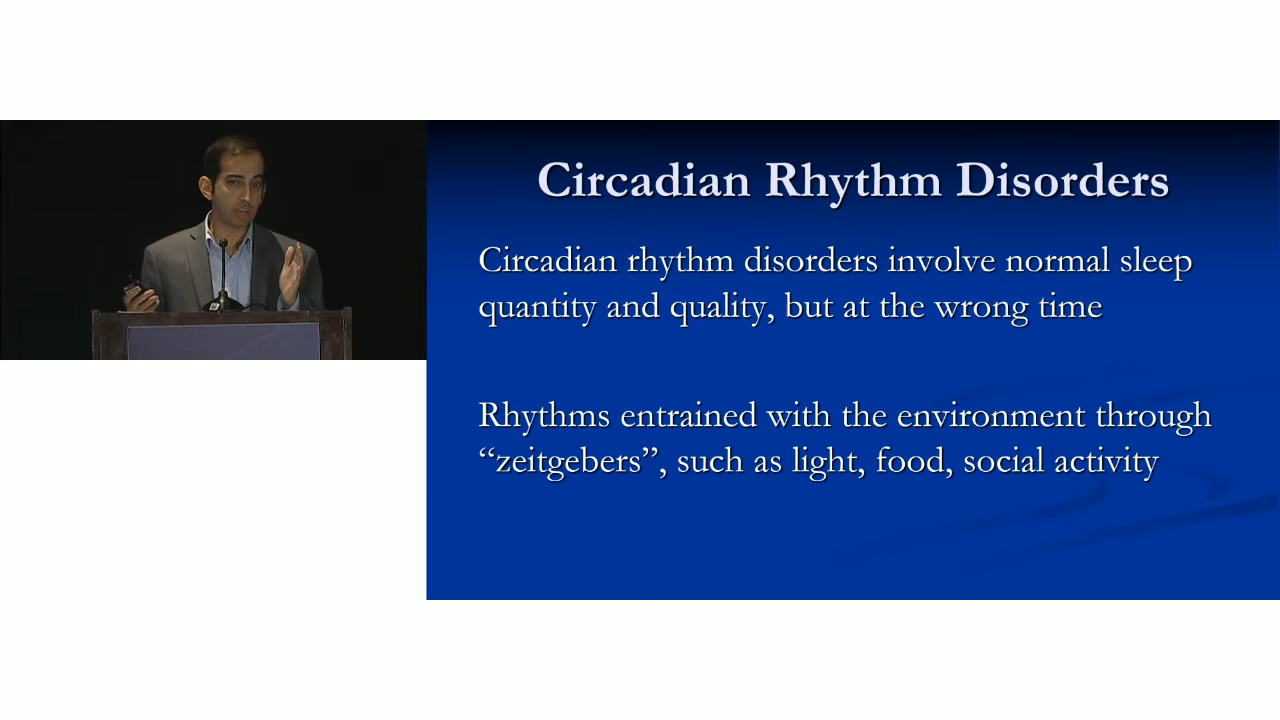 Circadian Rhythm Disorders
Circadian rhythm disorders involve normal sleep
quantity and quality, but at the wrong time
Rhythms entrained with the environment through
“zeitgebers”, such as light, food, social activity